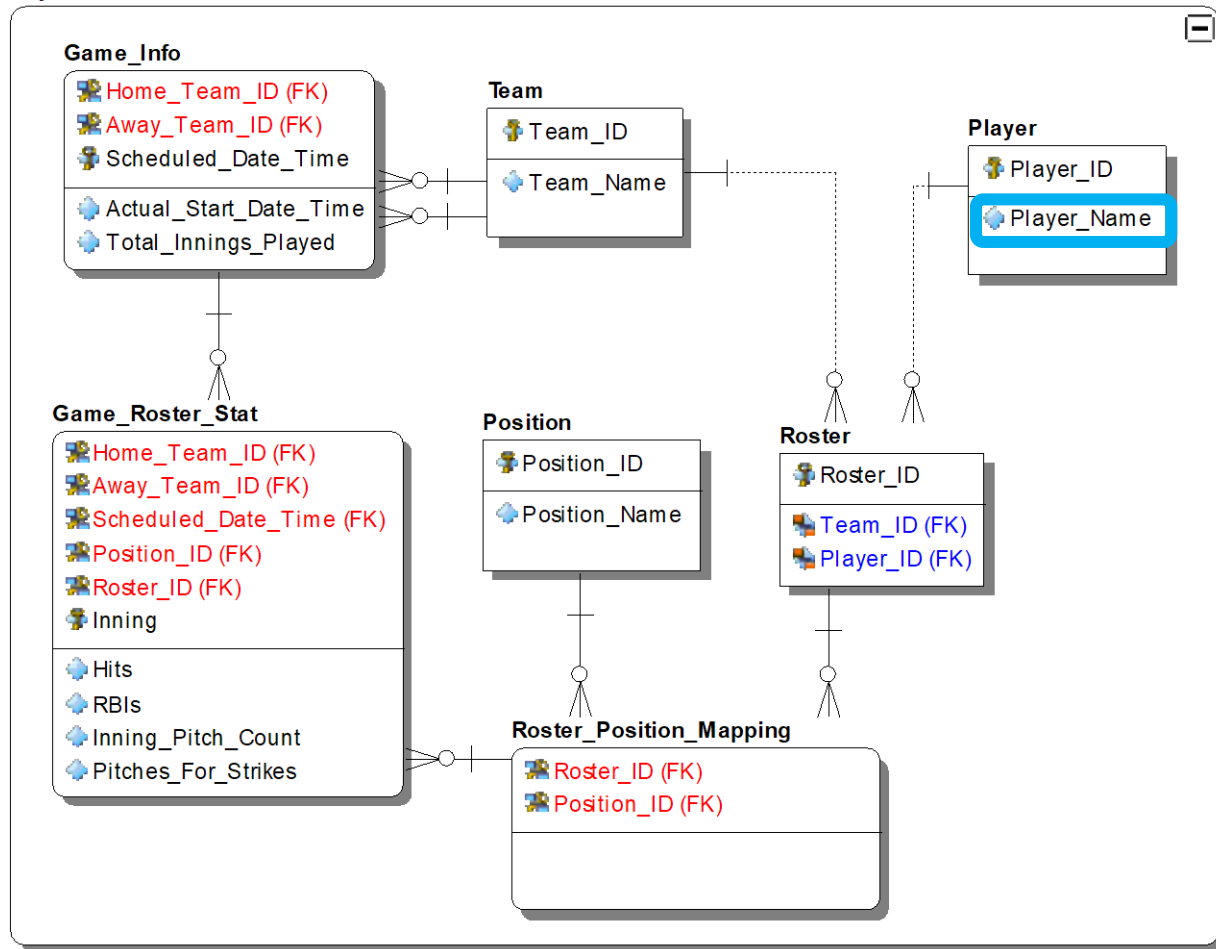 Game_Info
Home_Team_ID (FK)
Away_Team_ID (FK)
Scheduled_Date_Time
Actual_Start_Date_Time
Total_Innings_Played
Team
Team_ID
Team_Name
Player
Player_ID
Player_Name
Game_Roster_Stat
Home_Team_ID (FK)
Away_Team_ID (FK)
Scheduled_Date_Time (FK)
Position_ID (FK)
Roster_ID (FK)
Inning
Hits
RBIs
Inning_Pitch_Count
Pitches_For_Strikes
Position
Position_ID
Position_Name
Roster
Roster_ID
Team_ID (FK)
Player_ID (FK)
Roster_Position_Mapping
Roster_ID (FK)
Position_ID (FK)